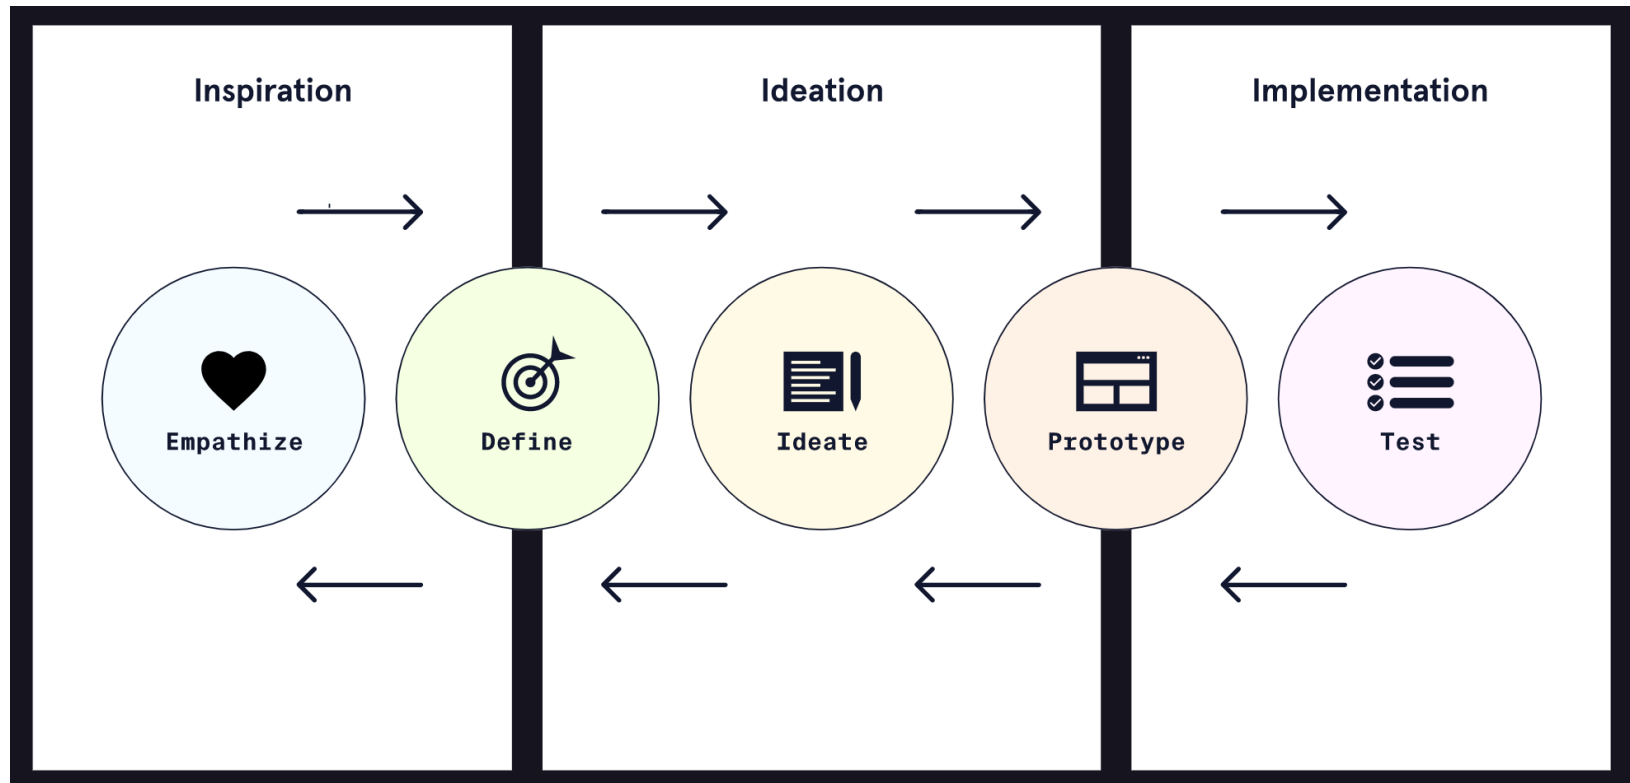 Inspiration
Ideation
Implementation
Empathize
Define
Ideate
Prototype
Test